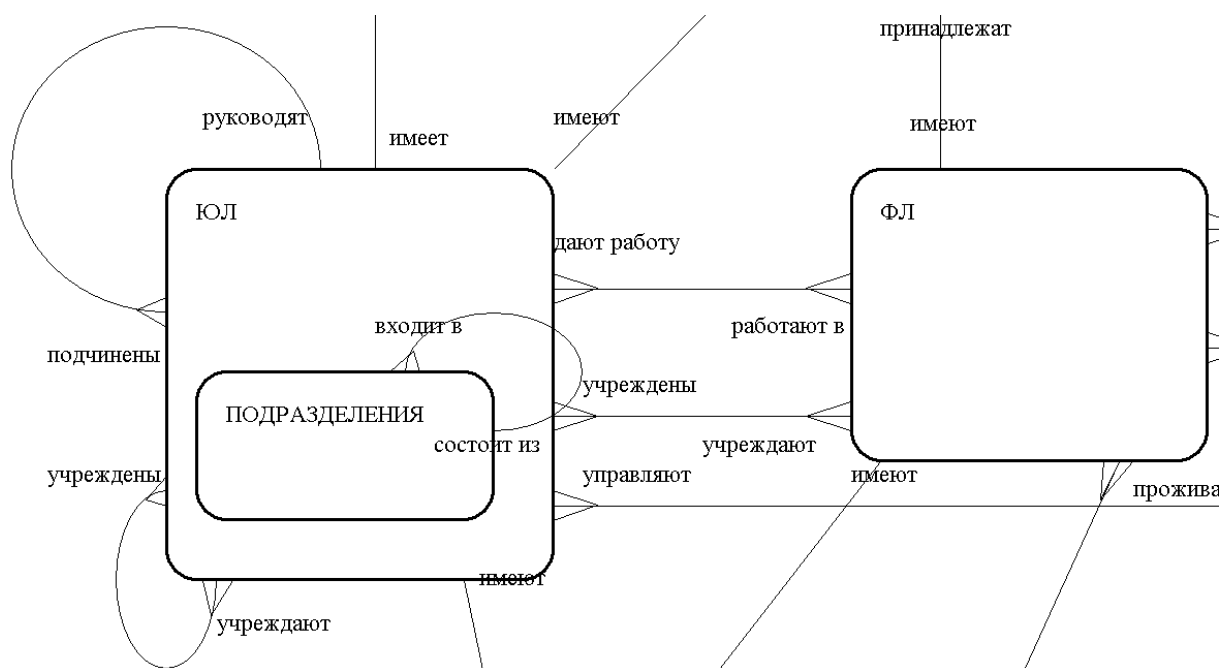 принадлежат
руководят
имеет
имеют
имеют
ЮЛ
ФЛ
дают работу
входит в
работают в
подчинены
учреждены
ПОДРАЗДЕЛЕНИЯ
состоит из
учреждают
учреждены
управляют
имеют
прожива
имеют
учреждают